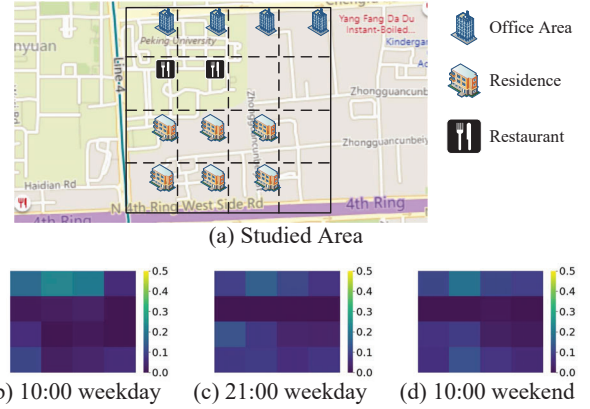 Cheng
Yang Fang Da Du
Instant-Boiled...
Kindergar
nyuan
Peking University
Line 4
Zhongguancunbeiy
Zhongguancunbei
Haidian Rd
N 4th Ring West Side Rd
4th Ring
4th Ring
Office Area
Residence
Restaurant
(a) Studied Area
0.5
0.4
0.3
0.2
0.1
0.0
0.5
0.4
0.3
0.2
0.1
0.0
0.5
0.4
0.3
0.2
0.1
0.0
) 10:00 weekday
(c) 21:00 weekday
(d) 10:00 weekend